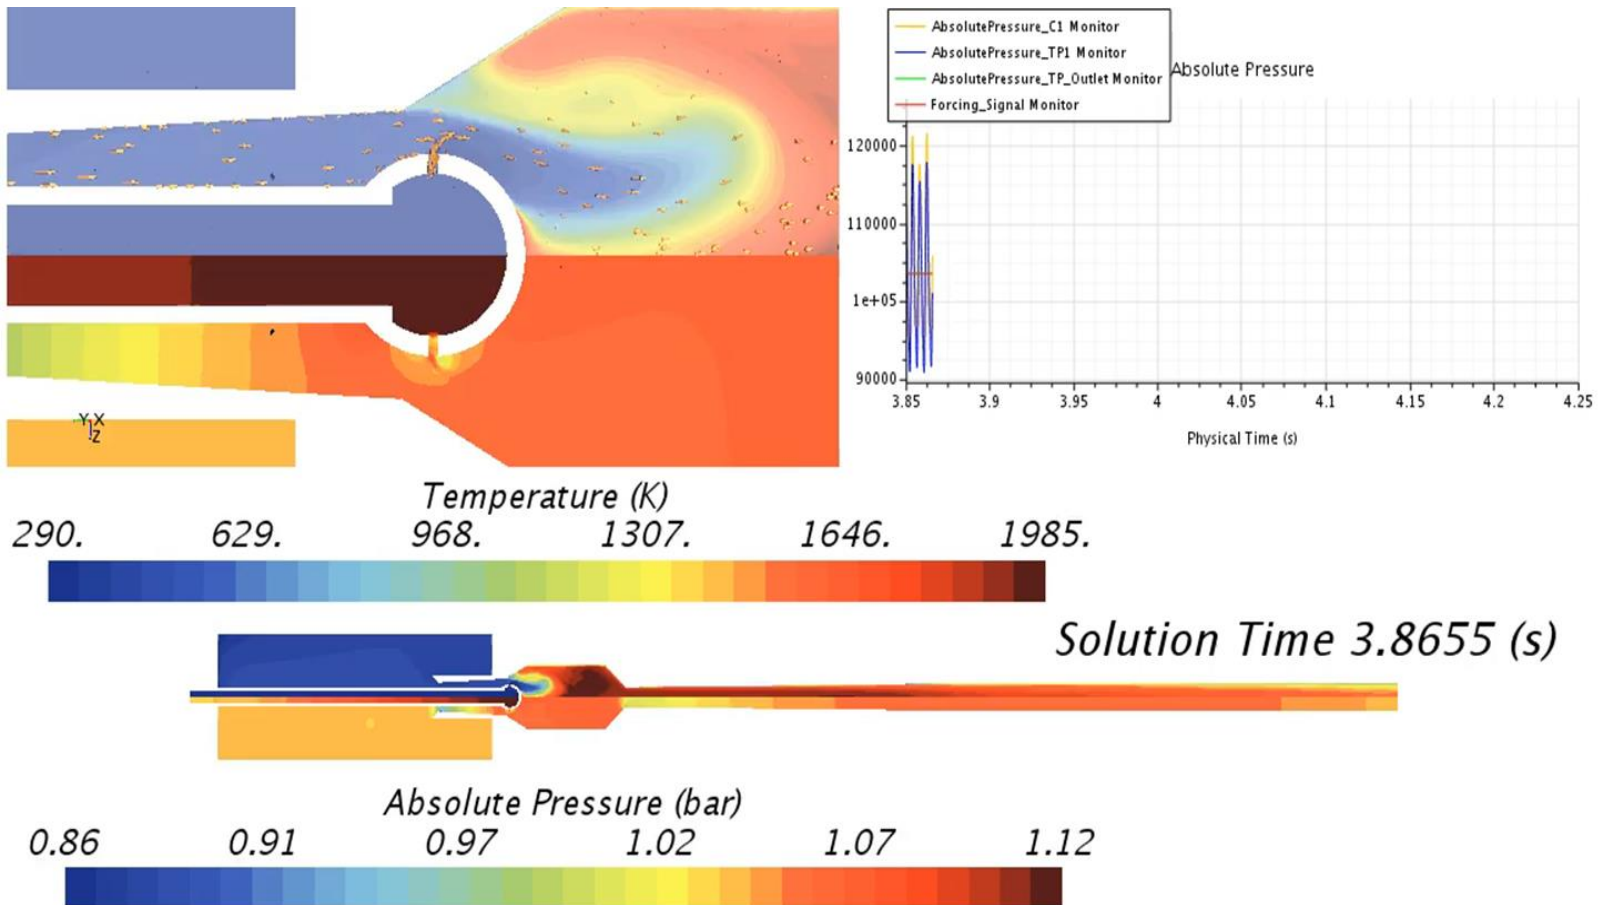 AbsolutePressure_C1 Monitor
AbsolutePressure_TP1 Monitor
AbsolutePressure_TP_Outlet Monitor
Forcing_Signal Monitor
Absolute Pressure
120000
110000
1e+05
90000
3.85 3.9 3.95 4 4.05 4.1 4.15 4.2 4.25
Physical Time (s)
Y X
Z
Temperature (K)
290. 629. 968. 1307. 1646. 1985.
Solution Time 3.8655 (s)
Absolute Pressure (bar)
0.86 0.91 0.97 1.02 1.07 1.12